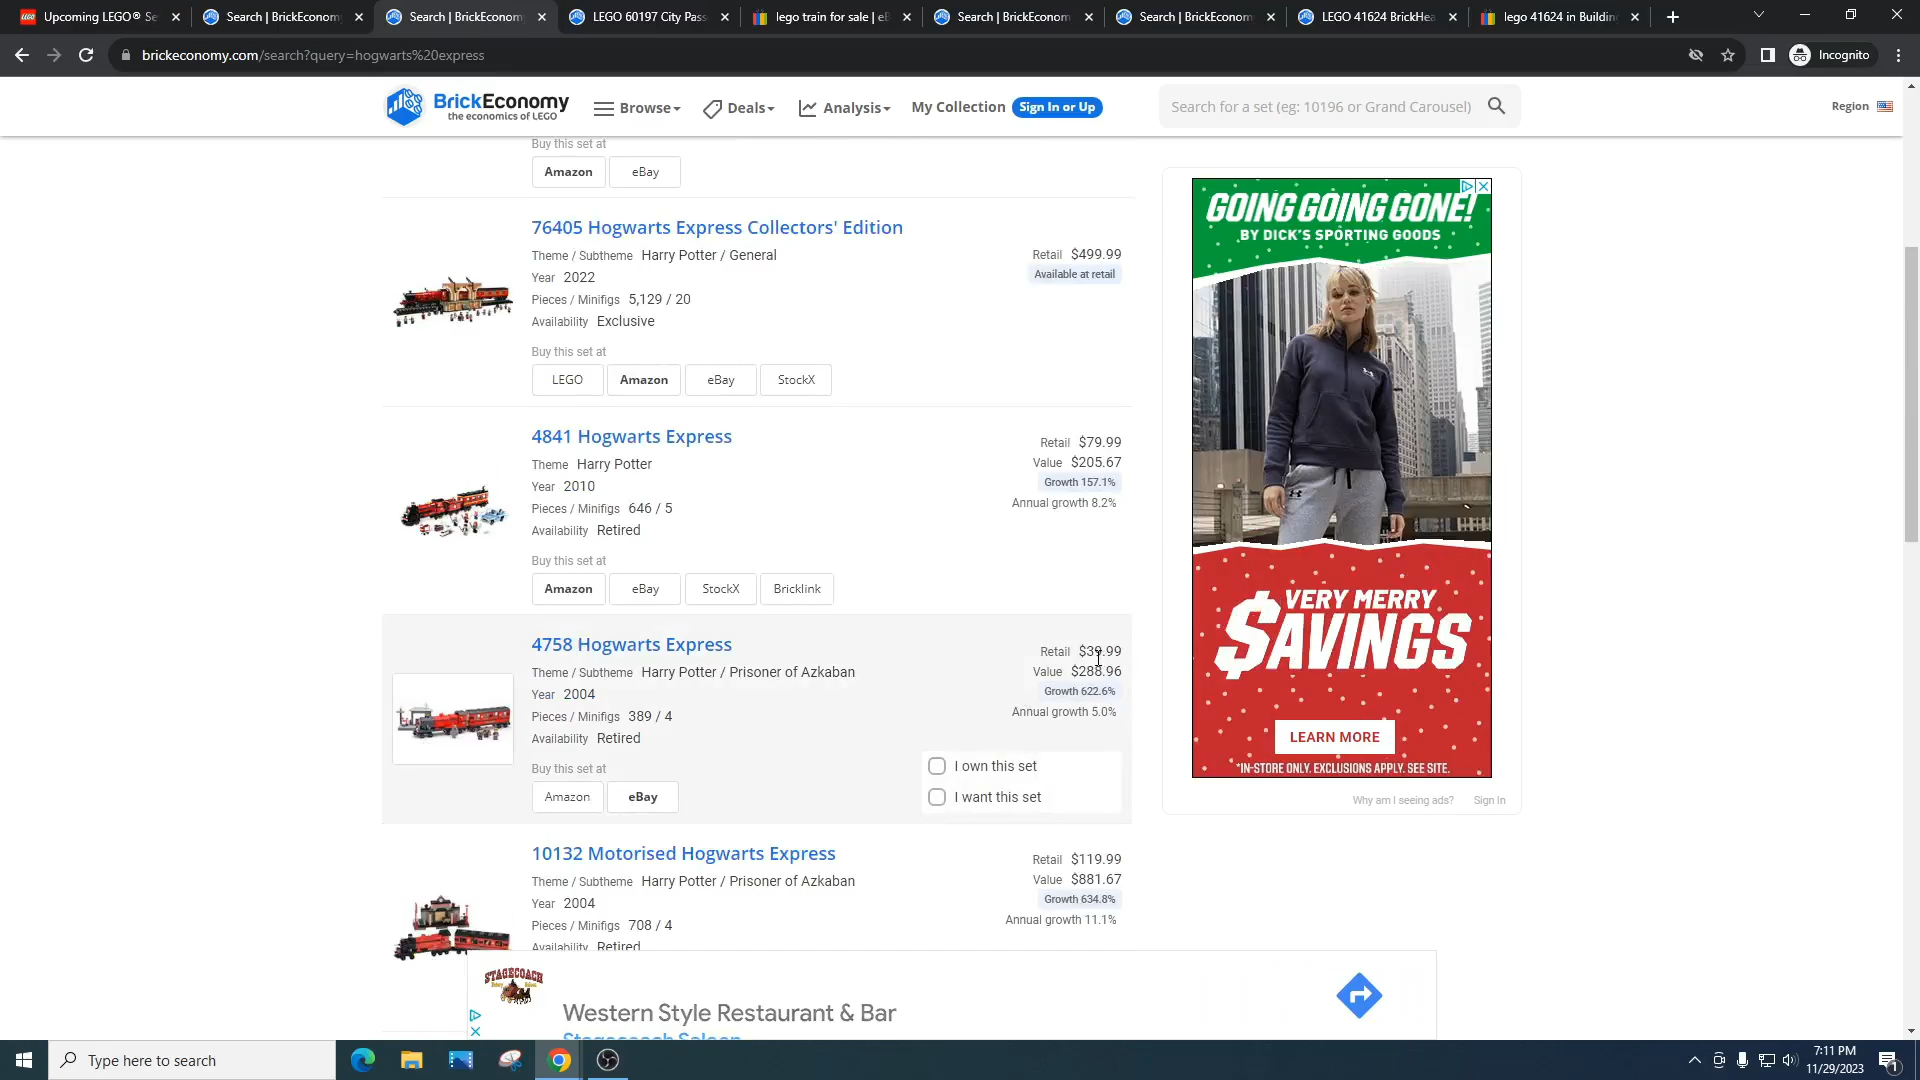 Upcoming LEGO® Se
Search | BrickEconomy
Search | BrickEconomy
LEGO 60197 City Pass
lego train for sale | eB
Search | BrickEconom
Search | BrickEconom
LEGO 41624 BrickHea
lego 41624 in Building
brickeconomy.com/search?query=hogwarts%20express
Incognito
BrickEconomy
the economics of LEGO
Browse
Deals
Analysis
My Collection
Sign In or Up
Search for a set (eg: 10196 or Grand Carousel)
Region
Buy this set at
Amazon
eBay
76405 Hogwarts Express Collectors' Edition
Theme / Subtheme Harry Potter / General
Year 2022
Pieces / Minifigs 5,129 / 20
Availability Exclusive
Retail $499.99
Available at retail
Buy this set at
LEGO
Amazon
eBay
StockX
4841 Hogwarts Express
Theme Harry Potter
Year 2010
Pieces / Minifigs 646 / 5
Availability Retired
Retail $79.99
Value $205.67
Growth 157.1%
Annual growth 8.2%
Buy this set at
Amazon
eBay
StockX
Bricklink
4758 Hogwarts Express
Theme / Subtheme Harry Potter / Prisoner of Azkaban
Year 2004
Pieces / Minifigs 389 / 4
Availability Retired
Retail $39.99
Value $288.96
Growth 622.6%
Annual growth 5.0%
Buy this set at
Amazon
eBay
I own this set
I want this set
10132 Motorised Hogwarts Express
Theme / Subtheme Harry Potter / Prisoner of Azkaban
Year 2004
Pieces / Minifigs 708 / 4
Availability Retired
Retail $119.99
Value $881.67
Growth 634.8%
Annual growth 11.1%
GOING GOING GONE!
BY DICK'S SPORTING GOODS
VERY MERRY
$AVINGS
LEARN MORE
*IN-STORE ONLY. EXCLUSIONS APPLY. SEE SITE.
Why am I seeing ads?
Sign In
STAGECOACH
Western Style Restaurant & Bar
Stagecoach Saloon
Type here to search
7:11 PM
11/29/2023
1